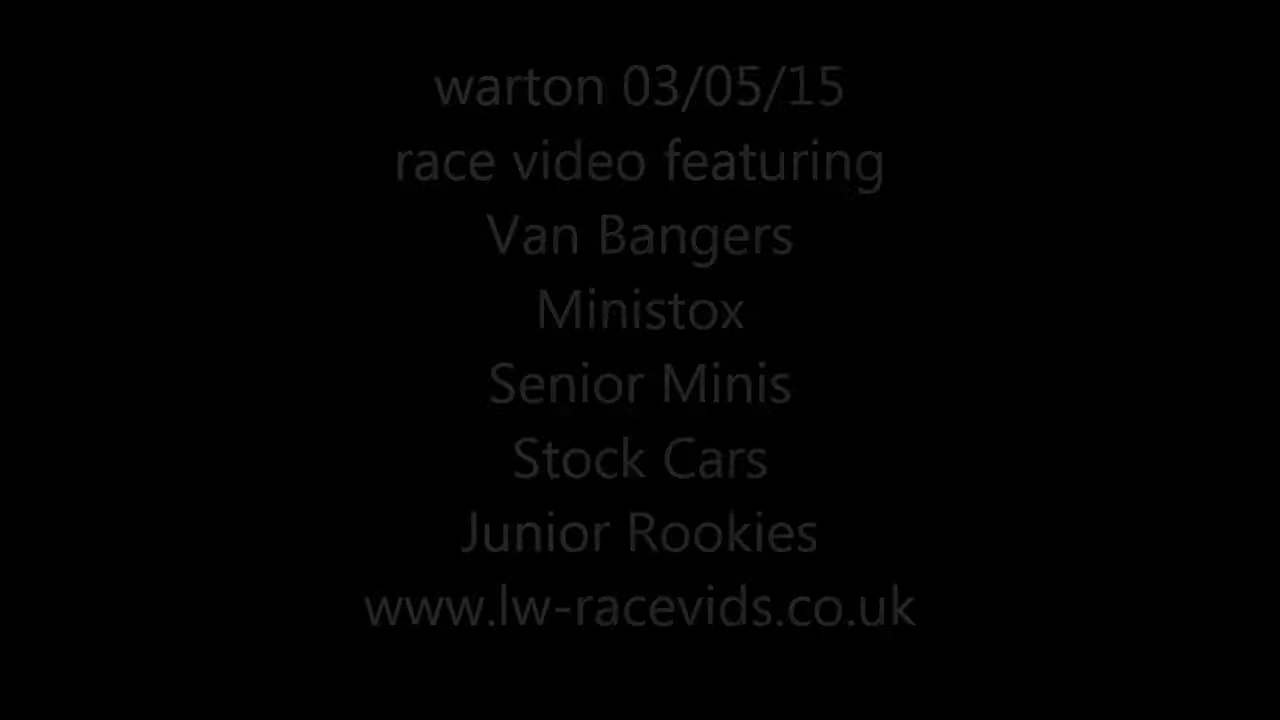 warton 03/05/15
race video featuring
Van Bangers
Ministox
Senior Minis
Stock Cars
Junior Rookies
www.lw-racevids.co.uk